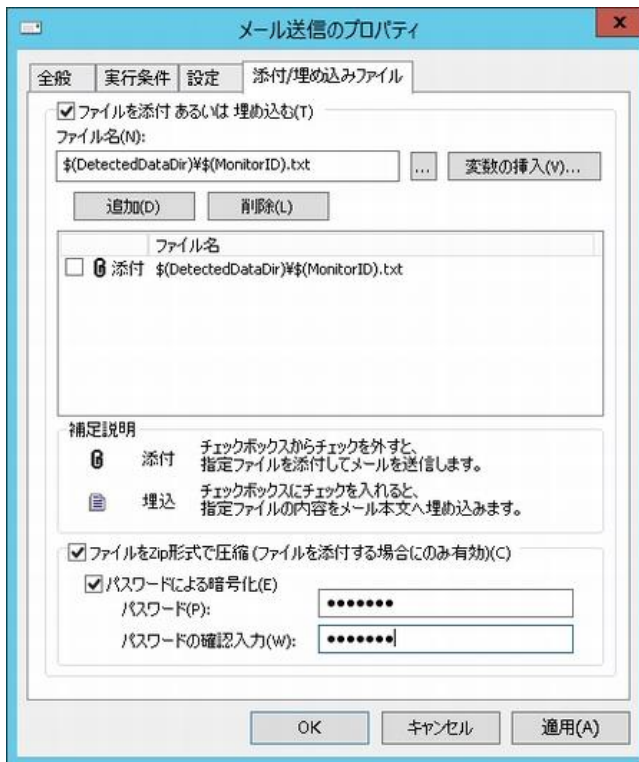 メール送信のプロパティ
x
全般 実行条件 設定 添付/埋め込みファイル
ファイルを添付 あるいは 埋め込む(T)
ファイル名(N):
$(DetectedDataDir)¥$(MonitorID).txt ... 変数の挿入(V)...
追加(D) 削除(L)
ファイル名
添付 $(DetectedDataDir)¥$(MonitorID).txt
補足説明
添付 チェックボックスからチェックを外すと、
指定ファイルを添付してメールを送信します。
埋込 チェックボックスにチェックを入れると、
指定ファイルの内容をメール本文へ埋め込みます。
ファイルをZip形式で圧縮(ファイルを添付する場合にのみ有効)(C)
パスワードによる暗号化(E)
パスワード(P): ●●●●●●●
パスワードの確認入力(W): ●●●●●●●
OK キャンセル 適用(A)